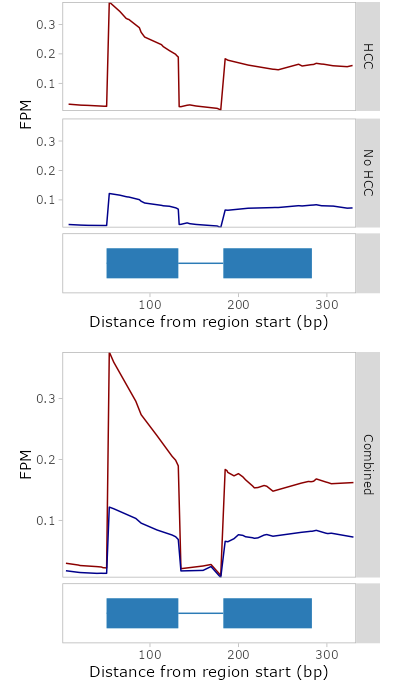 0.3
0.2
0.1
HCC
FPM
0.3
0.2
0.1
No HCC
100
200
300
Distance from region start (bp)
0.3
0.2
0.1
FPM
Combined
100
200
300
Distance from region start (bp)